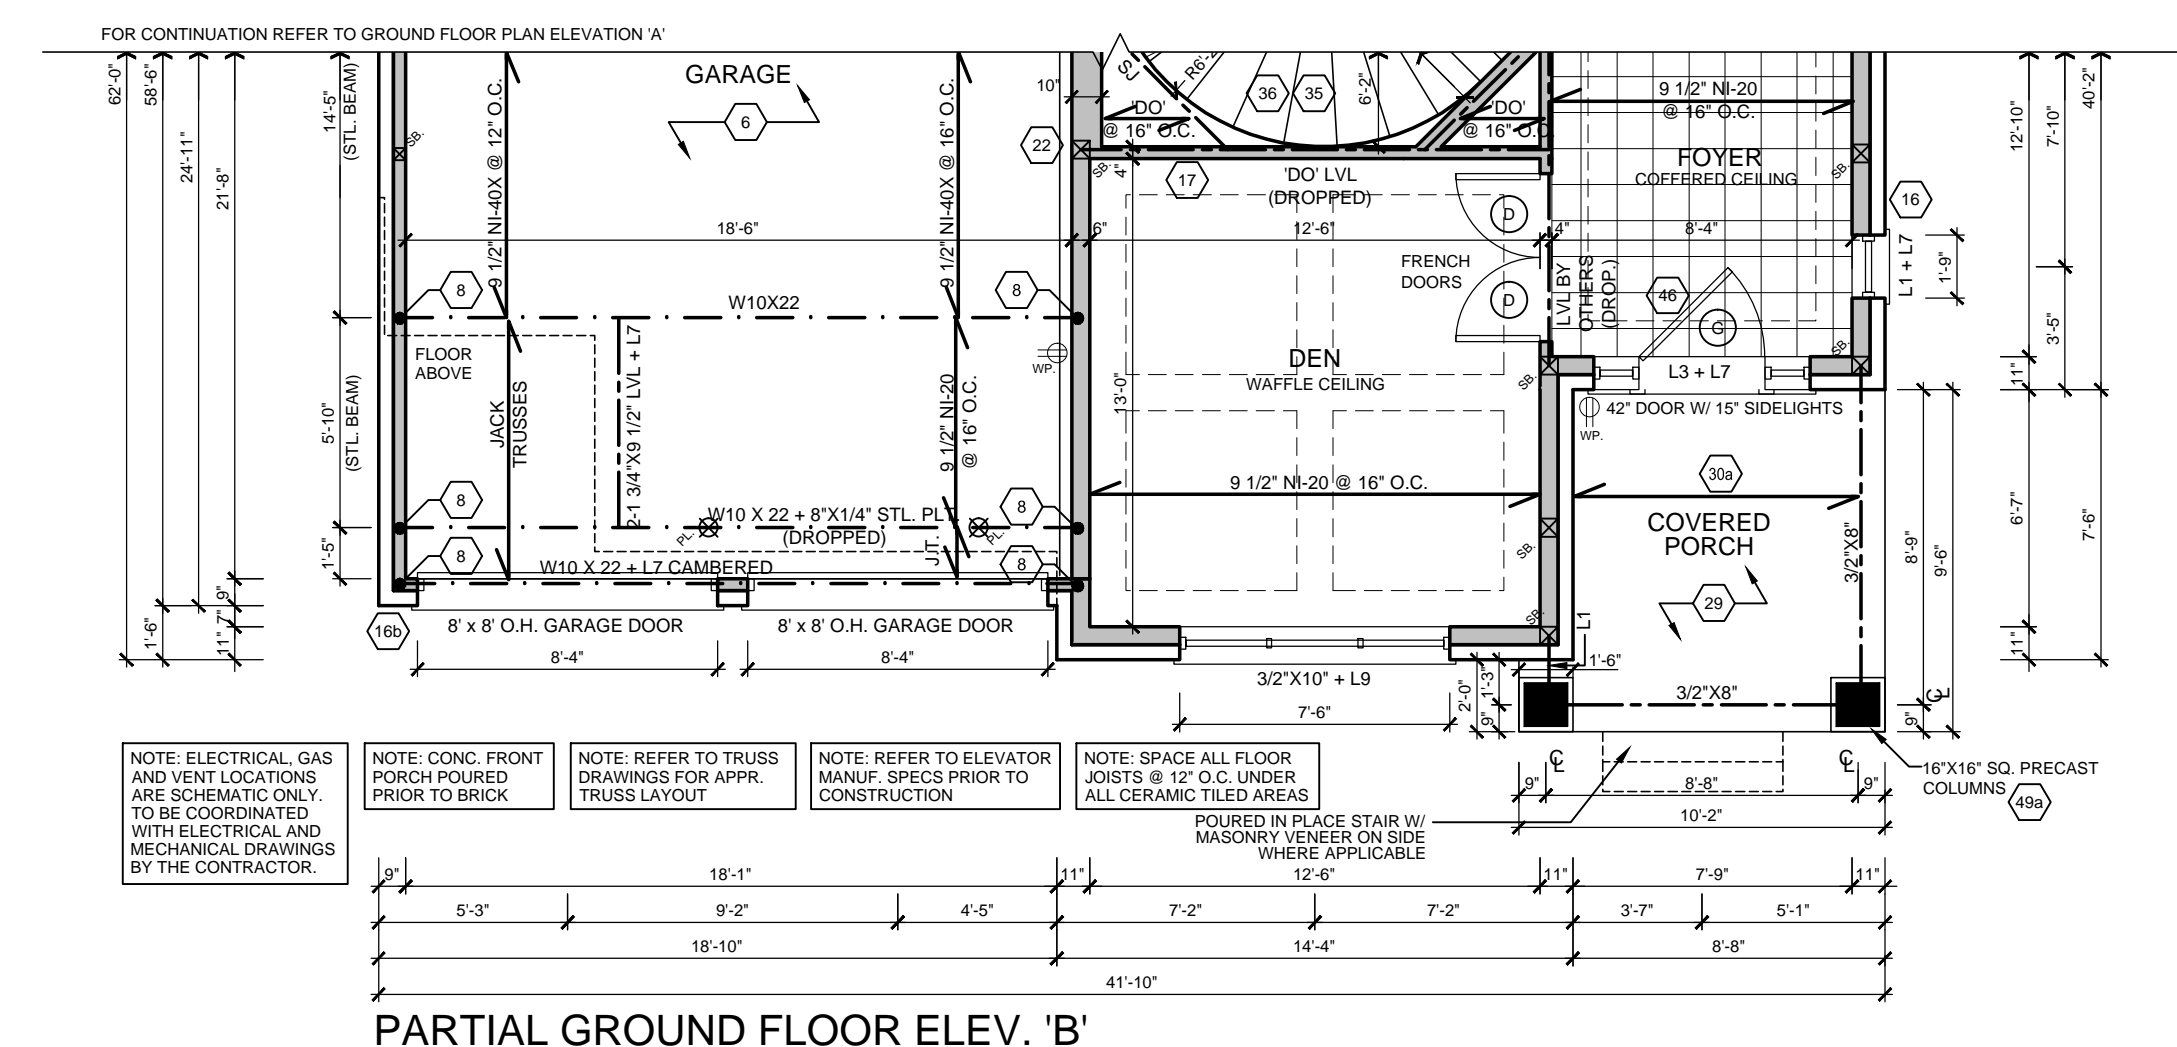 FOR CONTINUATION REFER TO GROUND FLOOR PLAN ELEVATION 'A'
62'-0"
58'-6"
24'-11"
21'-8"
14'-5"
(STL. BEAM)
SB.
9 1/2" NI-40X @ 12" O.C.
GARAGE
6
9 1/2" NI-40X @ 16" O.C.
10"
22
'DO'
@ 16" O.C.
R6'-2"
36
35
6'-2"
'DO'
@ 16" O.C.
9 1/2" NI-20
@ 16" O.C.
FOYER
COFFERED CEILING
SB.
12'-10"
7'-10"
40'-2"
SB.
4"
17
'DO' LVL
(DROPPED)
D
16
18'-6"
6"
12'-6"
4"
8'-4"
L1 + L7
1'-9"
FRENCH
DOORS
D
LVL BY
OTHERS
(DROP.)
46
G
8
8
W10X22
3'-5"
FLOOR
ABOVE
2-1 3/4"X9 1/2" LVL + L7
WP.
DEN
WAFFLE CEILING
13'-0"
SB.
SB.
L3 + L7
11"
42" DOOR W/ 15" SIDELIGHTS
WP.
5'-10"
(STL. BEAM)
JACK
TRUSSES
9 1/2" NI-20
@ 16" O.C.
8
8
9 1/2" NI-20 @ 16" O.C.
30a
6'-7"
7'-6"
W10 X 22 + 8"X1/4" STL. PLT.
(DROPPED)
PL.
PL.
COVERED
PORCH
3/2"X8"
8'-9"
9'-6"
SB.
1'-5"
8
8
J.T.
W10 X 22 + L7 CAMBERED
29
9"
7"
11"
1'-6"
16b
8' x 8' O.H. GARAGE DOOR
8' x 8' O.H. GARAGE DOOR
SB.
L1
11"
8'-4"
8'-4"
3/2"X10" + L9
7'-6"
1'-6"
2'-0"
1'-3"
9"
3/2"X8"
9"
NOTE: ELECTRICAL, GAS
AND VENT LOCATIONS
ARE SCHEMATIC ONLY.
TO BE COORDINATED
WITH ELECTRICAL AND
MECHANICAL DRAWINGS
BY THE CONTRACTOR.
NOTE: CONC. FRONT
PORCH POURED
PRIOR TO BRICK
NOTE: REFER TO TRUSS
DRAWINGS FOR APPR.
TRUSS LAYOUT
NOTE: REFER TO ELEVATOR
MANUF. SPECS PRIOR TO
CONSTRUCTION
NOTE: SPACE ALL FLOOR
JOISTS @ 12" O.C. UNDER
ALL CERAMIC TILED AREAS
9"
8'-8"
9"
16"X16" SQ. PRECAST
COLUMNS
49a
10'-2"
POURED IN PLACE STAIR W/
MASONRY VENEER ON SIDE
WHERE APPLICABLE
9"
18'-1"
11"
12'-6"
11"
7'-9"
11"
5'-3"
9'-2"
4'-5"
7'-2"
7'-2"
3'-7"
5'-1"
18'-10"
14'-4"
8'-8"
41'-10"
PARTIAL GROUND FLOOR ELEV. 'B'